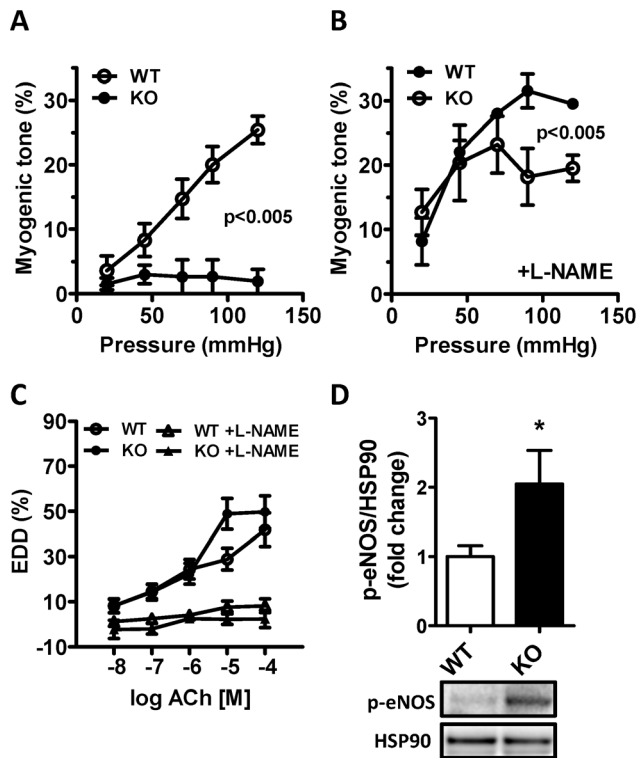 A
WT
KO
Myogenic tone (%)
30
20
10
0
p<0.005
0
50
100
150
Pressure (mmHg)
B
WT
KO
Myogenic tone (%)
30
20
10
0
p<0.005
+L-NAME
0
50
100
150
Pressure (mmHg)
C
WT
WT +L-NAME
KO
KO +L-NAME
EDD (%)
90
70
50
30
10
-10
-8
-7
-6
-5
-4
log ACh [M]
D
p-eNOS/HSP90
(fold change)
3
2
1
0
*
WT
KO
p-eNOS
HSP90